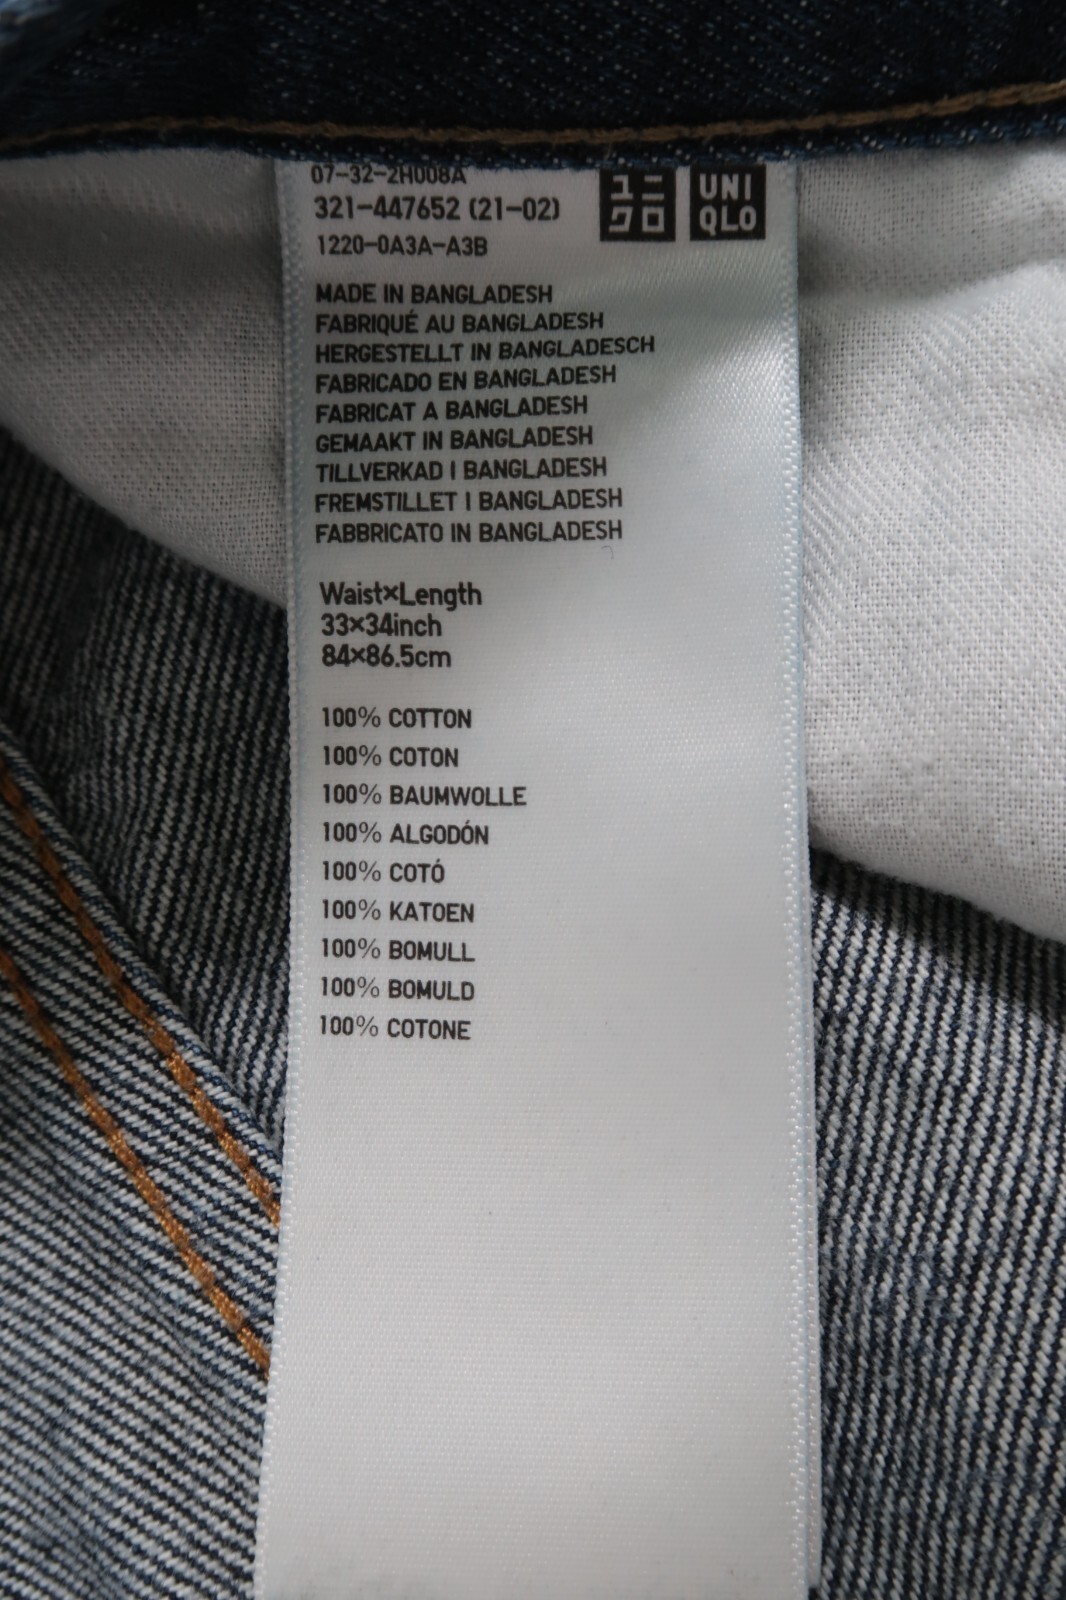 07-32-2H008A
321-447652 (21-02)
1220-0A3A-A3B
ユニ
クロ
UNI
QLO
MADE IN BANGLADESH
FABRIQUÉ AU BANGLADESH
HERGESTELLT IN BANGLADESCH
FABRICADO EN BANGLADESH
FABRICAT A BANGLADESH
GEMAAKT IN BANGLADESH
TILLVERKAD I BANGLADESH
FREMSTILLET I BANGLADESH
FABBRICATO IN BANGLADESH
Waist×Length
33×34inch
84×86.5cm
100% COTTON
100% COTON
100% BAUMWOLLE
100% ALGODÓN
100% COTÓ
100% KATOEN
100% BOMULL
100% BOMULD
100% COTONE